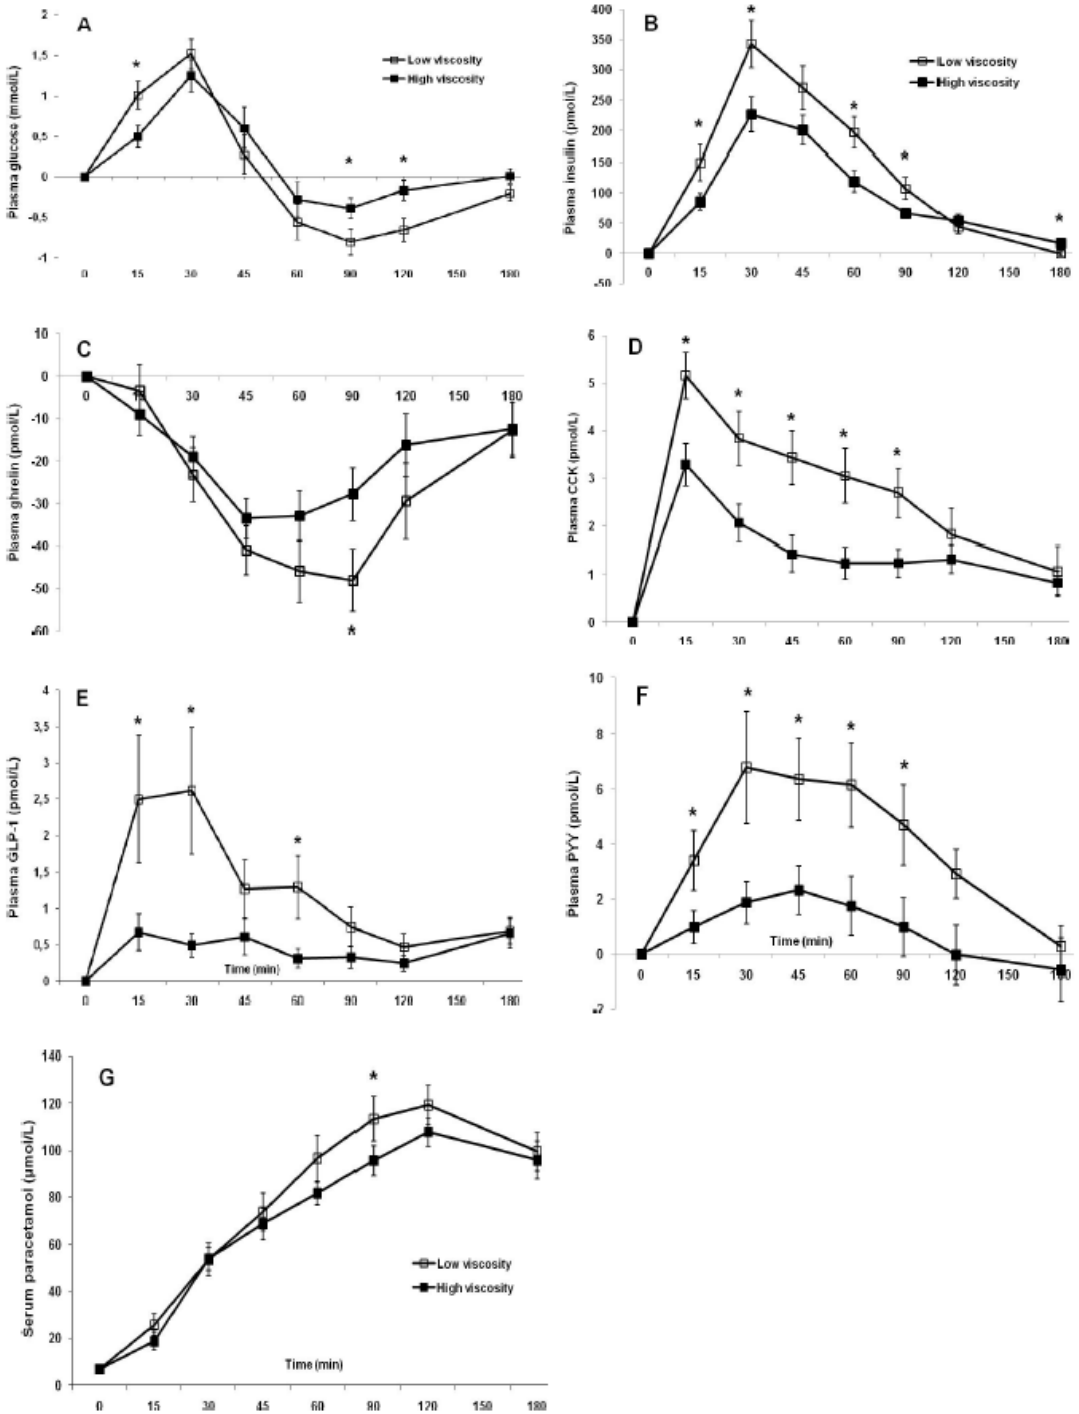 A
Plasma glucose (mmol/L)
2
1,5
1
0,5
0
-0,5
-1
* * *
Low viscosity
High viscosity
0 15 30 45 60 90 120 180
B
Plasma insullin (pmol/L)
400
350
300
250
200
150
100
50
0
-50
* * * * *
Low viscosity
High viscosity
0 15 30 45 60 90 120 150 180
C
Plasma ghrelin (pmol/L)
10
0
-10
-20
-30
-40
-50
-60
0 15 30 45 60 90 120 150 180
*
D
Plasma CCK (pmol/L)
6
5
4
3
2
1
0
* * * * *
0 15 30 45 60 90 120 150 180
E
Plasma GLP-1 (pmol/L)
4
3,5
3
2,5
2
1,5
1
0,5
0
* * *
Time (min)
0 15 30 45 60 90 120 150 180
F
Plasma PYY (pmol/L)
10
8
6
4
2
0
-2
* * * * *
Time (min)
0 15 30 45 60 90 120 150 180
G
Serum paracetamol (µmol/L)
140
120
100
80
60
40
20
0
*
Low viscosity
High viscosity
Time (min)
0 15 30 45 60 90 120 150 180